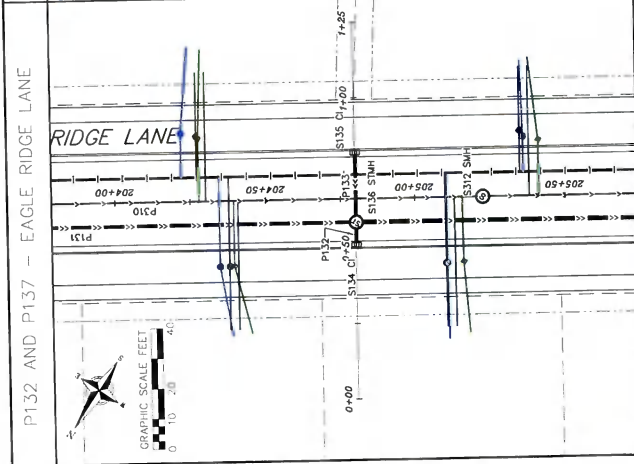 P132 AND P137 - EAGLE RIDGE LANE
RIDGE LANE
204+00
204+50
205+00
205+50
P310
P131
P132
P133
S134 CI
S135 CI
S136 STMH
S312 SMH
S
0+00
0+50
1+00
1+25
N
E
S
GRAPHIC SCALE FEET
0
10
20
40